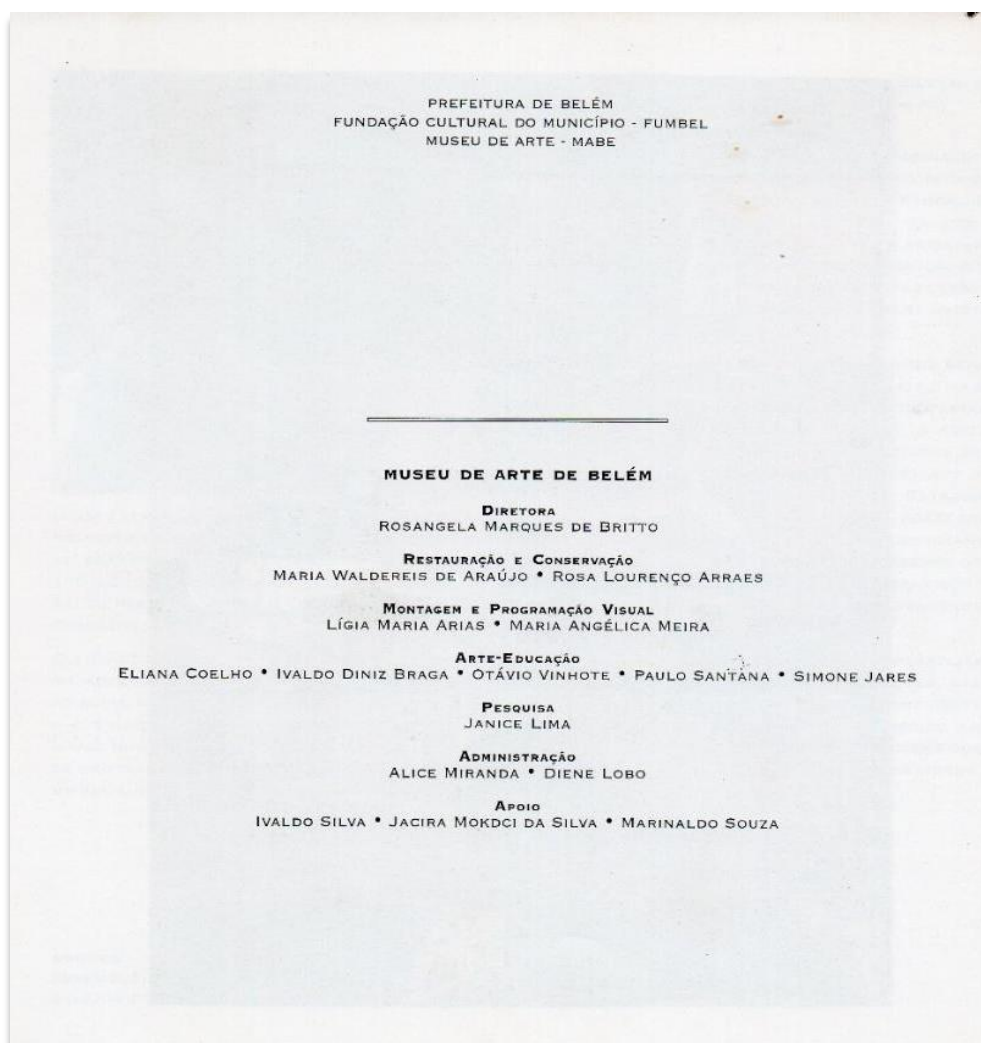 PREFEITURA DE BELÉM
FUNDAÇÃO CULTURAL DO MUNICÍPIO - FUMBEL
MUSEU DE ARTE - MABE
MUSEU DE ARTE DE BELÉM
DIRETORA
ROSANGELA MARQUES DE BRITTO
RESTAURAÇÃO E CONSERVAÇÃO
MARIA WALDEREIS DE ARAÚJO • ROSA LOURENÇO ARRAES
MONTAGEM E PROGRAMAÇÃO VISUAL
LÍGIA MARIA ARIAS • MARIA ANGÉLICA MEIRA
ARTE-EDUCAÇÃO
ELIANA COELHO • IVALDO DINIZ BRAGA • OTÁVIO VINHOTE • PAULO SANTANA • SIMONE JARES
PESQUISA
JANICE LIMA
ADMINISTRAÇÃO
ALICE MIRANDA • DIENE LOBO
APOIO
IVALDO SILVA • JACIRA MOKDCI DA SILVA • MARINALDO SOUZA